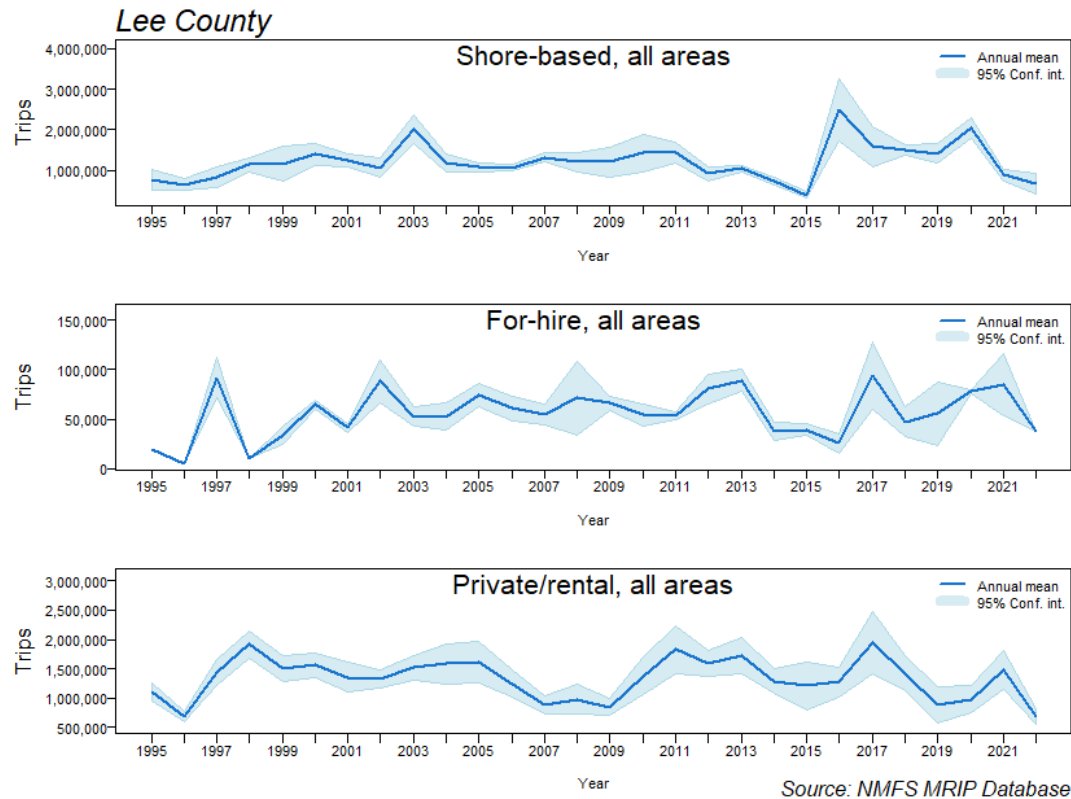 Lee County
Shore-based, all areas
Annual mean
95% Conf. int.
Trips
4,000,000
3,000,000
2,000,000
1,000,000
1995 1997 1999 2001 2003 2005 2007 2009 2011 2013 2015 2017 2019 2021
Year
For-hire, all areas
Annual mean
95% Conf. int.
Trips
150,000
100,000
50,000
0
1995 1997 1999 2001 2003 2005 2007 2009 2011 2013 2015 2017 2019 2021
Year
Private/rental, all areas
Annual mean
95% Conf. int.
Trips
3,000,000
2,500,000
2,000,000
1,500,000
1,000,000
500,000
1995 1997 1999 2001 2003 2005 2007 2009 2011 2013 2015 2017 2019 2021
Year
Source: NMFS MRIP Database